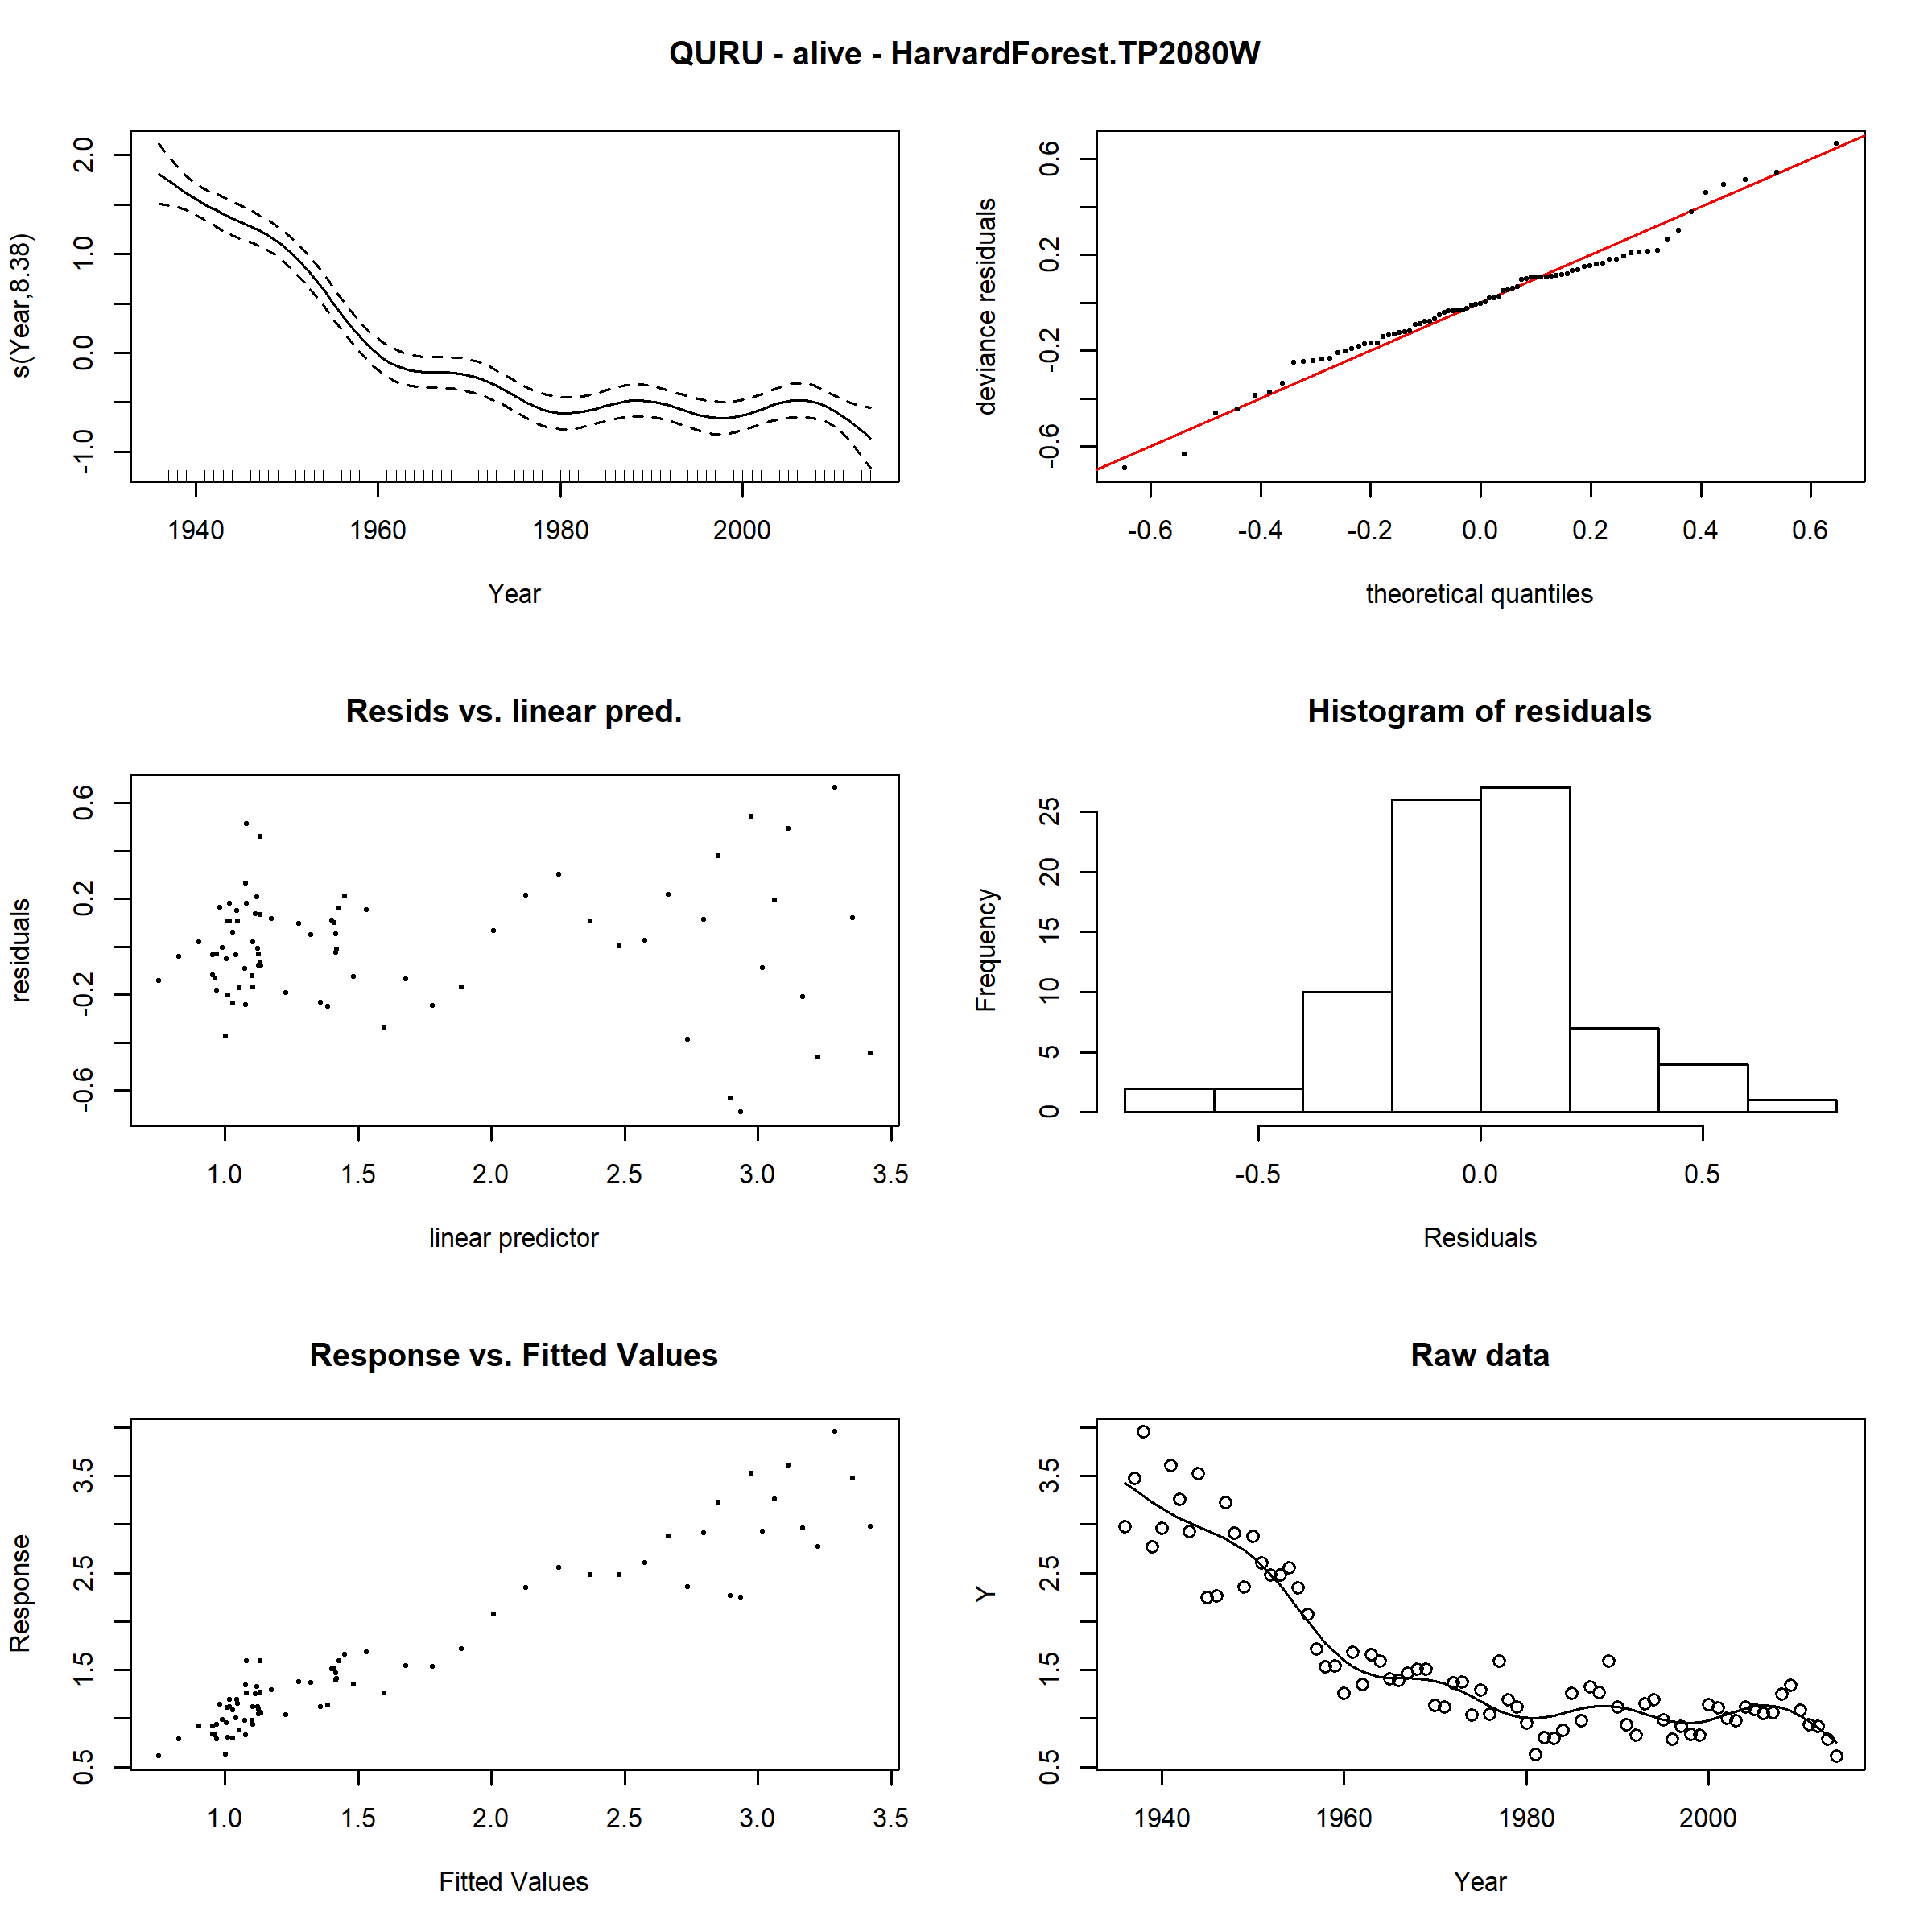 QURU - alive - HarvardForest.TP2080W
s(Year,8.38)
2.0
1.0
0.0
-1.0
1940 1960 1980 2000
Year
deviance residuals
0.6
0.2
-0.2
-0.6
-0.6 -0.4 -0.2 0.0 0.2 0.4 0.6
theoretical quantiles
Resids vs. linear pred.
residuals
0.6
0.2
-0.2
-0.6
1.0 1.5 2.0 2.5 3.0 3.5
linear predictor
Histogram of residuals
Frequency
25
20
15
10
5
0
-0.5 0.0 0.5
Residuals
Response vs. Fitted Values
Response
3.5
2.5
1.5
0.5
1.0 1.5 2.0 2.5 3.0 3.5
Fitted Values
Raw data
Y
3.5
2.5
1.5
0.5
1940 1960 1980 2000
Year